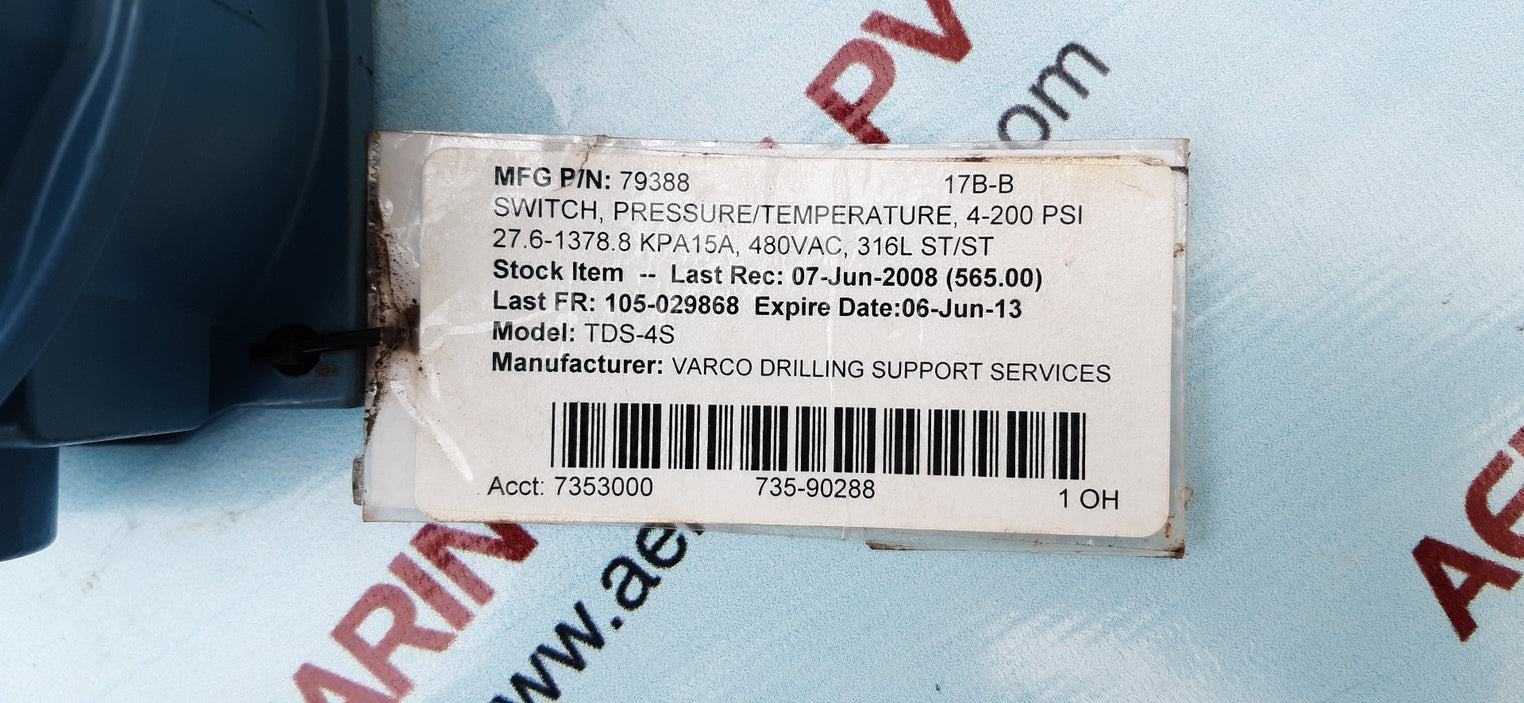 MFG P/N: 79388 17B-B
SWITCH, PRESSURE/TEMPERATURE, 4-200 PSI
27.6-1378.8 KPA15A, 480VAC, 316L ST/ST
Stock Item -- Last Rec: 07-Jun-2008 (565.00)
Last FR: 105-029868 Expire Date:06-Jun-13
Model: TDS-4S
Manufacturer: VARCO DRILLING SUPPORT SERVICES
Acct: 7353000 735-90288 1 OH